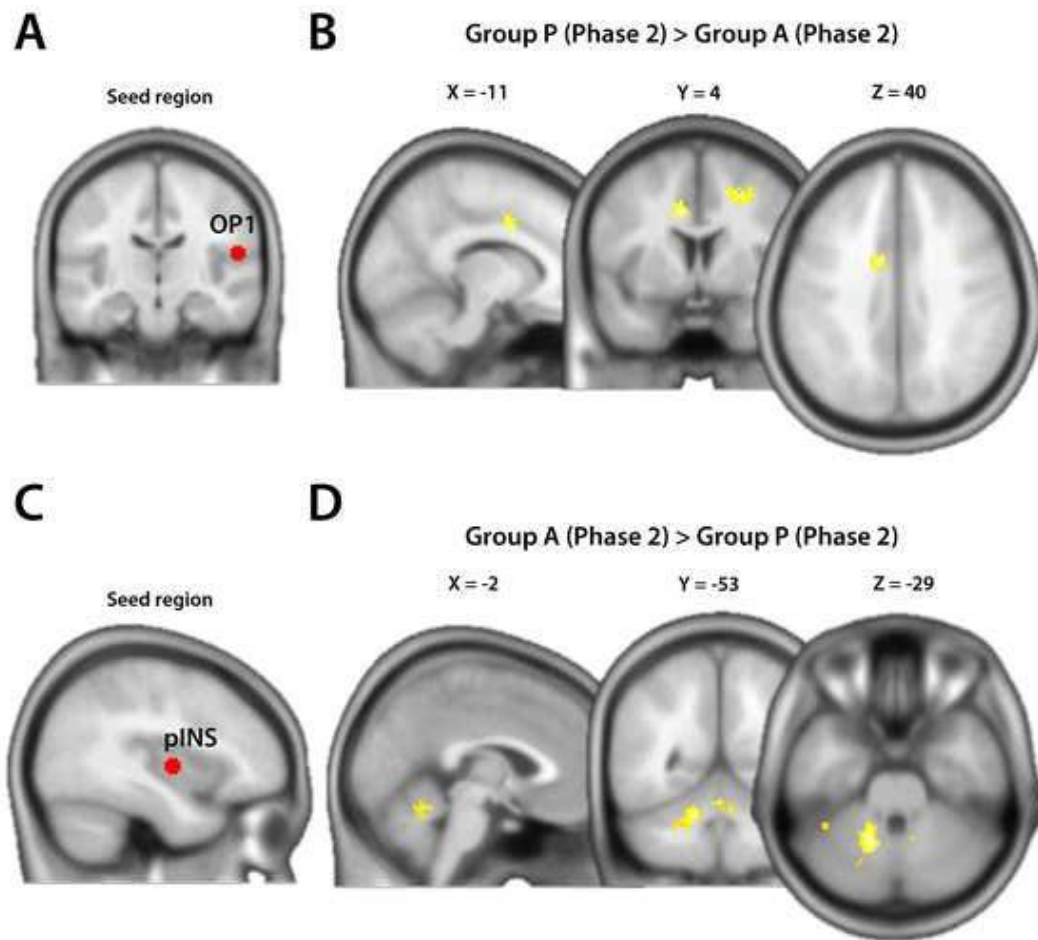 A
B
Group P (Phase 2) > Group A (Phase 2)
Seed region
X = -11
Y = 4
Z = 40
OP1
C
D
Group A (Phase 2) > Group P (Phase 2)
Seed region
X = -2
Y = -53
Z = -29
pINS